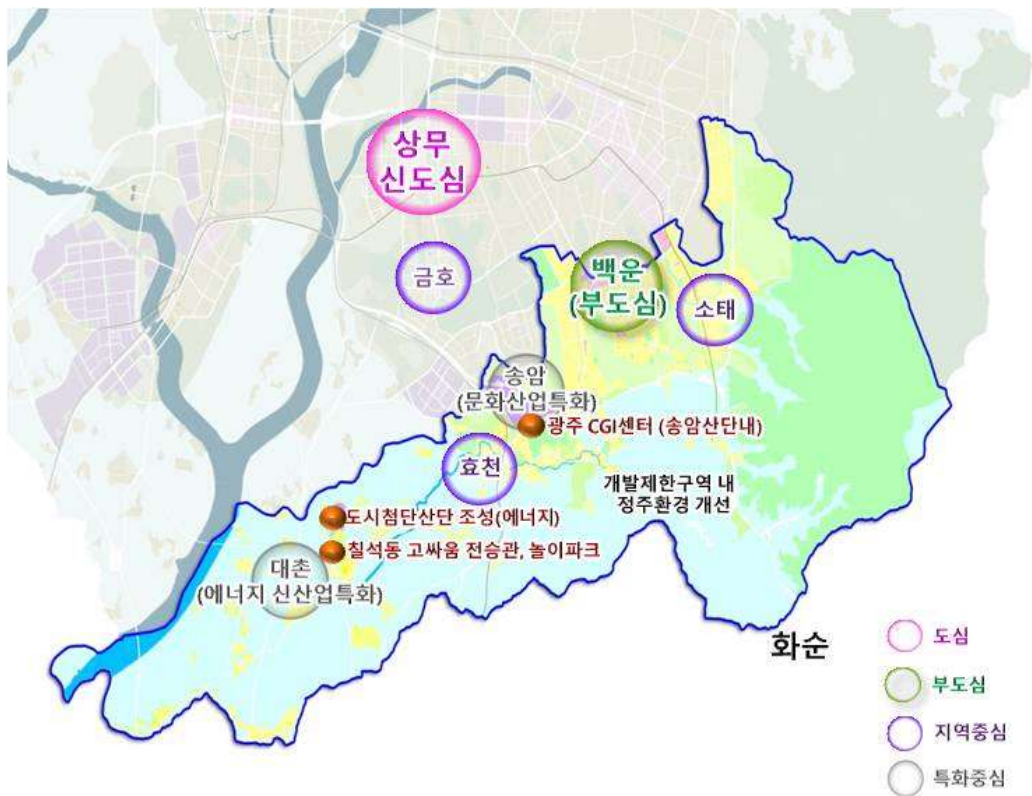 상무
신도심
금호
백운
(부도심)
소태
송암
(문화산업특화)
광주 CGI센터 (송암산단내)
효천
개발제한구역 내
정주환경 개선
도시첨단산단 조성(에너지)
칠석동 고싸움 전승관, 놀이파크
대촌
(에너지 신산업특화)
화순
도심
부도심
지역중심
특화중심